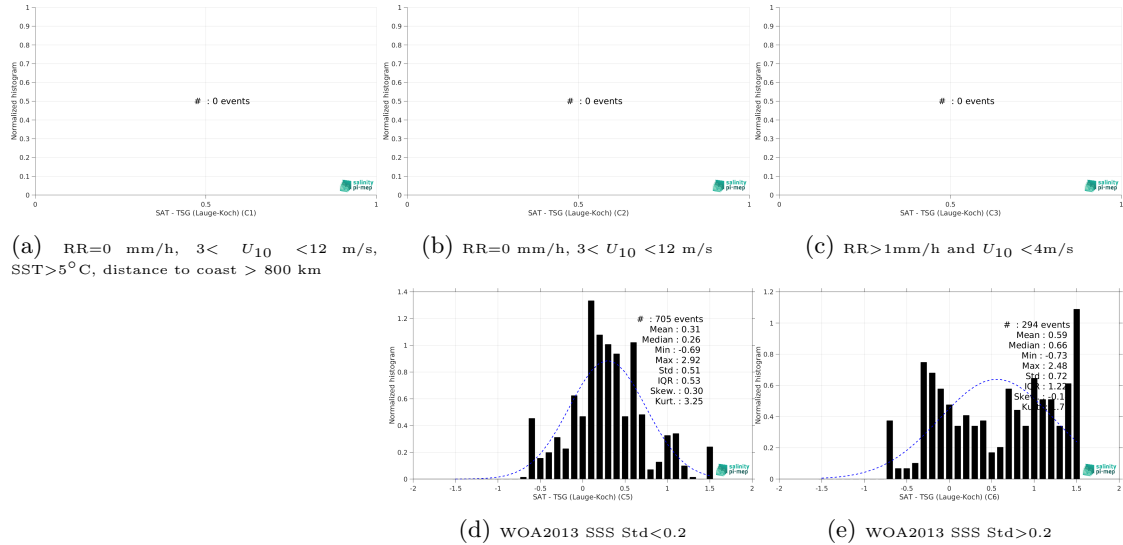 1
0.9
0.8
0.7
0.6
0.5
0.4
0.3
0.2
0.1
0
Normalized histogram
# : 0 events
salinity
pi-mep
0 0.5 1
SAT - TSG (Lauge-Koch) (C1)
1
0.9
0.8
0.7
0.6
0.5
0.4
0.3
0.2
0.1
0
Normalized histogram
# : 0 events
salinity
pi-mep
0 0.5 1
SAT - TSG (Lauge-Koch) (C2)
1
0.9
0.8
0.7
0.6
0.5
0.4
0.3
0.2
0.1
0
Normalized histogram
# : 0 events
salinity
pi-mep
0 0.5 1
SAT - TSG (Lauge-Koch) (C3)
(a) RR=0 mm/h, 3< U10 <12 m/s,
SST>5°C, distance to coast > 800 km
(b) RR=0 mm/h, 3< U10 <12 m/s
(c) RR>1mm/h and U10 <4m/s
1.4
1.2
1
0.8
0.6
0.4
0.2
0
Normalized histogram
# : 705 events
Mean : 0.31
Median : 0.26
Min : -0.69
Max : 2.92
Std : 0.51
IQR : 0.53
Skew. : 0.30
Kurt. : 3.25
salinity
pi-mep
-2 -1.5 -1 -0.5 0 0.5 1 1.5 2
SAT - TSG (Lauge-Koch) (C5)
1.2
1
0.8
0.6
0.4
0.2
0
Normalized histogram
# : 294 events
Mean : 0.59
Median : 0.66
Min : -0.73
Max : 2.48
Std : 0.72
IQR : 1.22
salinity
pi-mep
-2 -1.5 -1 -0.5 0 0.5 1 1.5 2
SAT - TSG (Lauge-Koch) (C6)
(d) WOA2013 SSS Std<0.2
(e) WOA2013 SSS Std>0.2